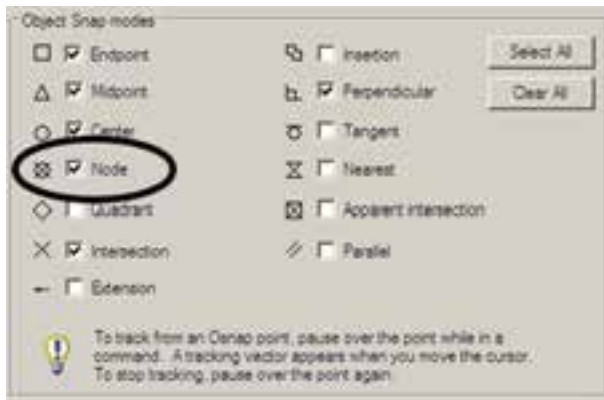 Object Snap modes
Endpoint
Midpoint
Center
Node
Quadrant
Intersection
Extension
Insertion
Perpendicular
Tangent
Nearest
Apparent intersection
Parallel
Select All
Clear All
To track from an Osnap point, pause over the point while in a
command. A tracking vector appears when you move the cursor.
To stop tracking, pause over the point again.